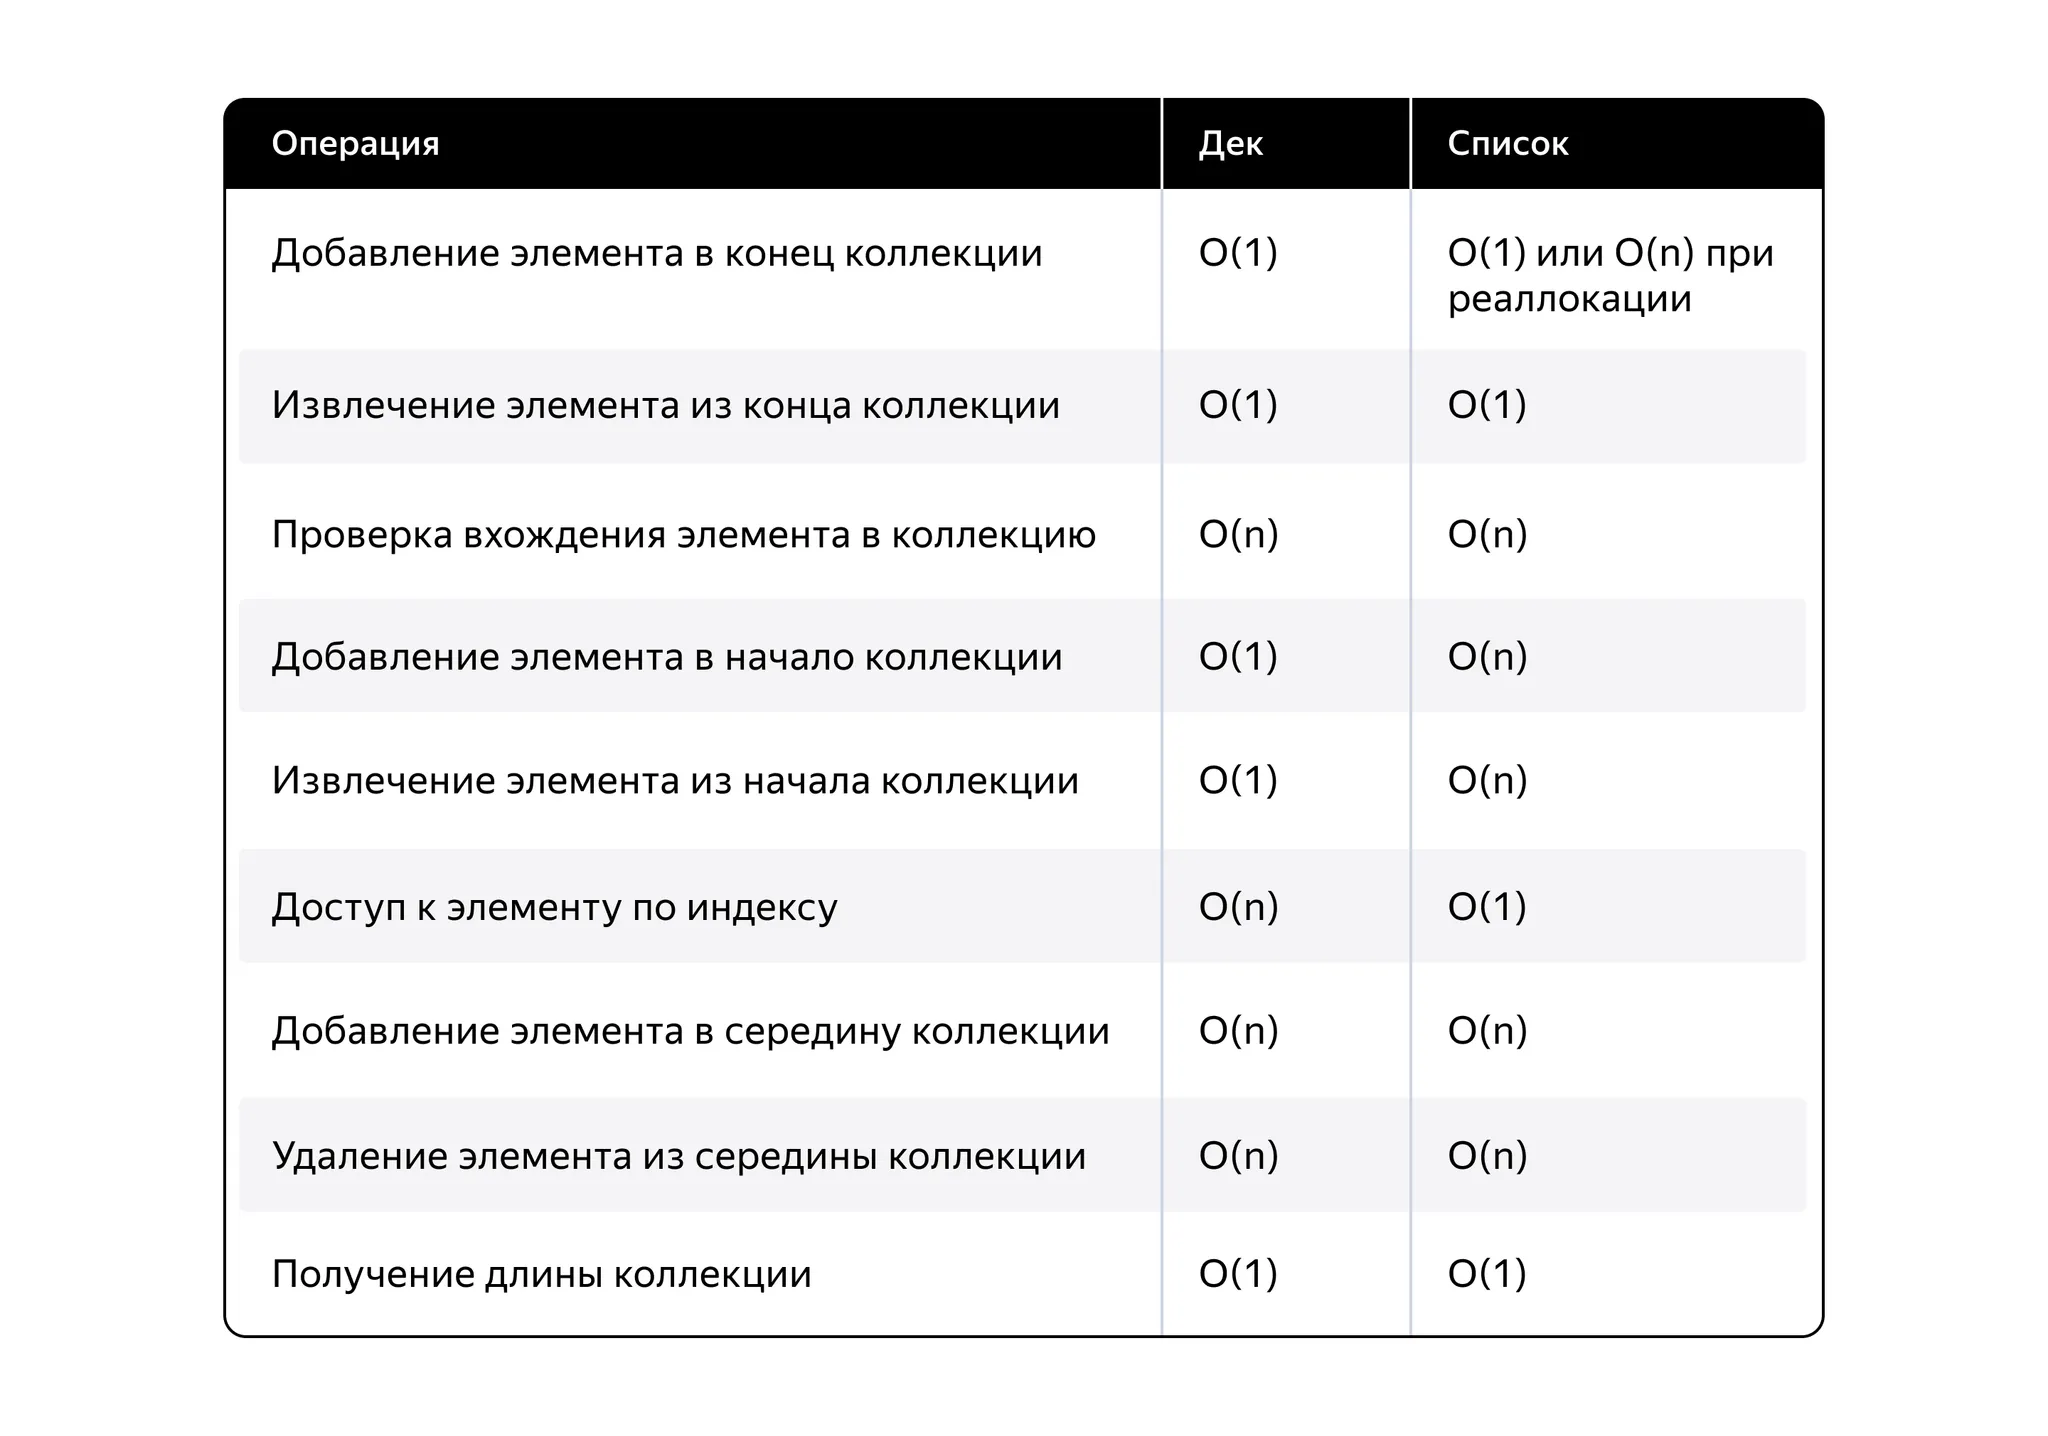 Операция Дек Список
Добавление элемента в конец коллекции O(1) O(1) или O(n) при
реаллокации
Извлечение элемента из конца коллекции O(1) O(1)
Проверка вхождения элемента в коллекцию O(n) O(n)
Добавление элемента в начало коллекции O(1) O(n)
Извлечение элемента из начала коллекции O(1) O(n)
Доступ к элементу по индексу O(n) O(1)
Добавление элемента в середину коллекции O(n) O(n)
Удаление элемента из середины коллекции O(n) O(n)
Получение длины коллекции O(1) O(1)